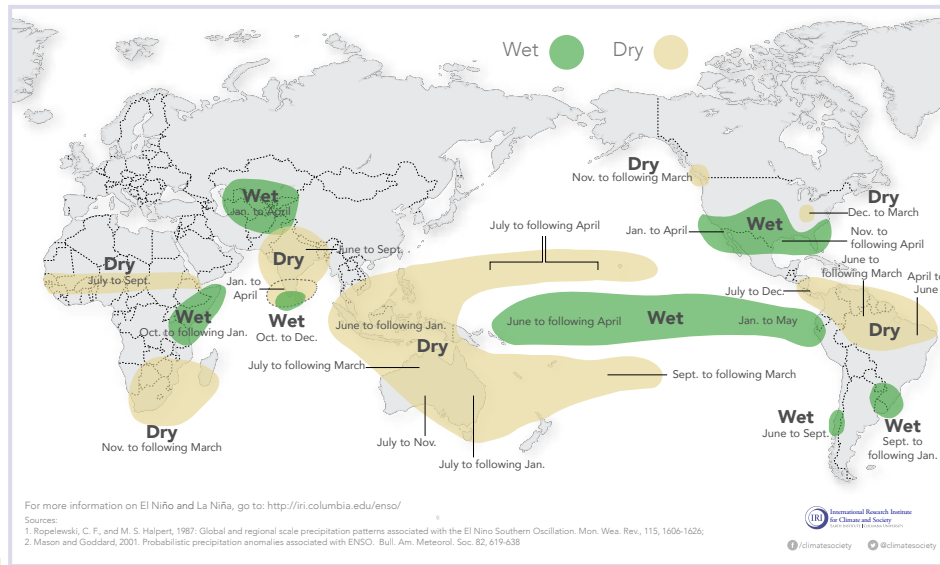 Wet
Dry
Dry
Nov. to following March
Dry
Dec. to March
Wet
Jan. to April
Jan. to April
Wet
Nov. to
following April
July to following April
June to Sept.
Dry
Dry
July to Sept.
Jan. to
April
June to
following March
April to
June
July to Dec.
Wet
Oct. to following Jan.
Wet
Oct. to Dec.
June to following Jan.
Dry
June to following April
Wet
Jan. to May
Dry
July to following March
Sept. to following March
Dry
Nov. to following March
July to Nov.
July to following Jan.
Wet
June to Sept.
Wet
Sept. to
following Jan.
For more information on El Niño and La Niña, go to: http://iri.columbia.edu/enso/
Sources:
1. Ropelewski, C. F., and M. S. Halpert, 1987: Global and regional scale precipitation patterns associated with the El Nino Southern Oscillation. Mon. Wea. Rev., 115, 1606-1626;
2. Mason and Goddard, 2001. Probabilistic precipitation anomalies associated with ENSO. Bull. Am. Meteorol. Soc. 82, 619-638
IRI
International Research Institute
for Climate and Society
EARTH INSTITUTE | COLUMBIA UNIVERSITY
/climatesociety
@climatesociety